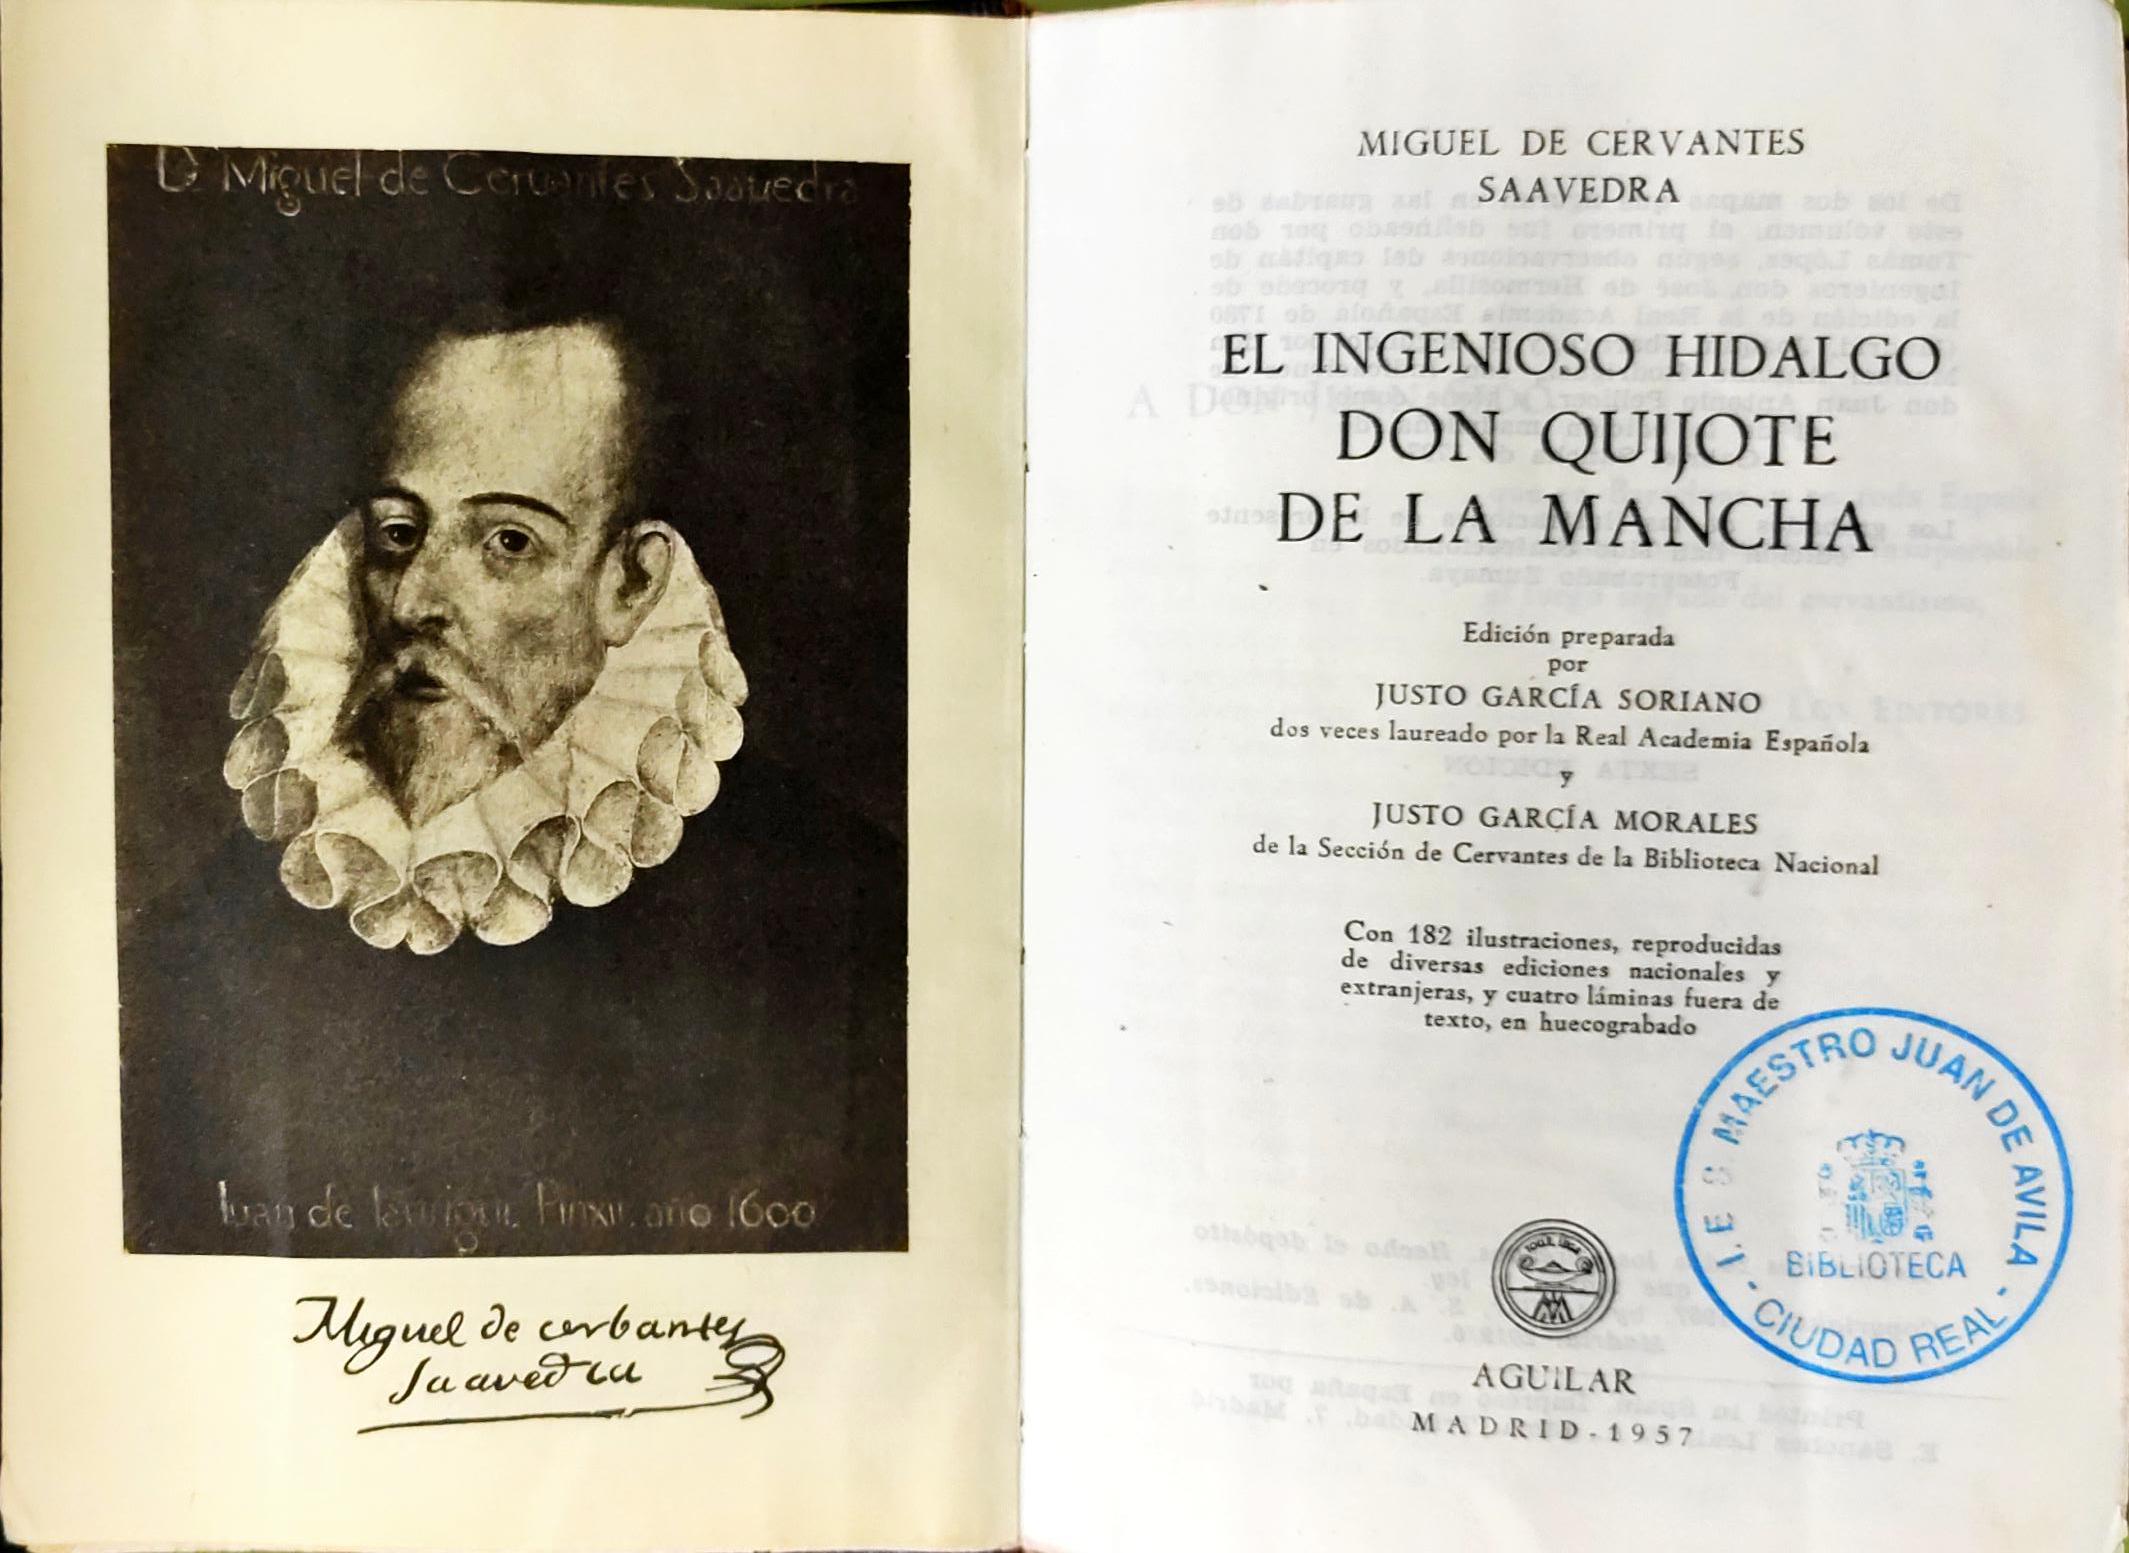 D. Miguel de Cervantes Saavedra
Iuan de Iaurigui. Pinxit. año 1600
Miguel de cerbantes
Saavedra
MIGUEL DE CERVANTES
SAAVEDRA
EL INGENIOSO HIDALGO
DON QUIJOTE
DE LA MANCHA
Edición preparada
por
JUSTO GARCÍA SORIANO
dos veces laureado por la Real Academia Española
y
JUSTO GARCÍA MORALES
de la Sección de Cervantes de la Biblioteca Nacional
Con 182 ilustraciones, reproducidas
de diversas ediciones nacionales y
extranjeras, y cuatro láminas fuera de
texto, en huecograbado
I.E.S. MAESTRO JUAN DE AVILA
BIBLIOTECA
- CIUDAD REAL -
AGUILAR
MADRID - 1957